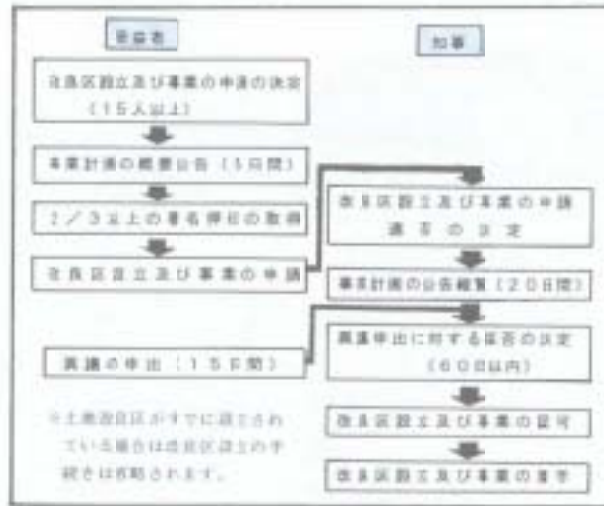 受益者
改良区設立及び事業の申請の決定
(15人以上)
事業計画の概要公告(5日間)
2/3以上の署名押印の取得
改良区設立及び事業の申請
異議の申出(15日間)
※土地改良区がすでに設立され
ている場合は改良区設立の手
続きは省略されます。
知事
改良区設立及び事業の申請
適否の決定
事業計画の公告縦覧(20日間)
異議申出に対する
の決定
(60日以内)
改良区設立及び事業の認可
改良区設立及び事業の着手